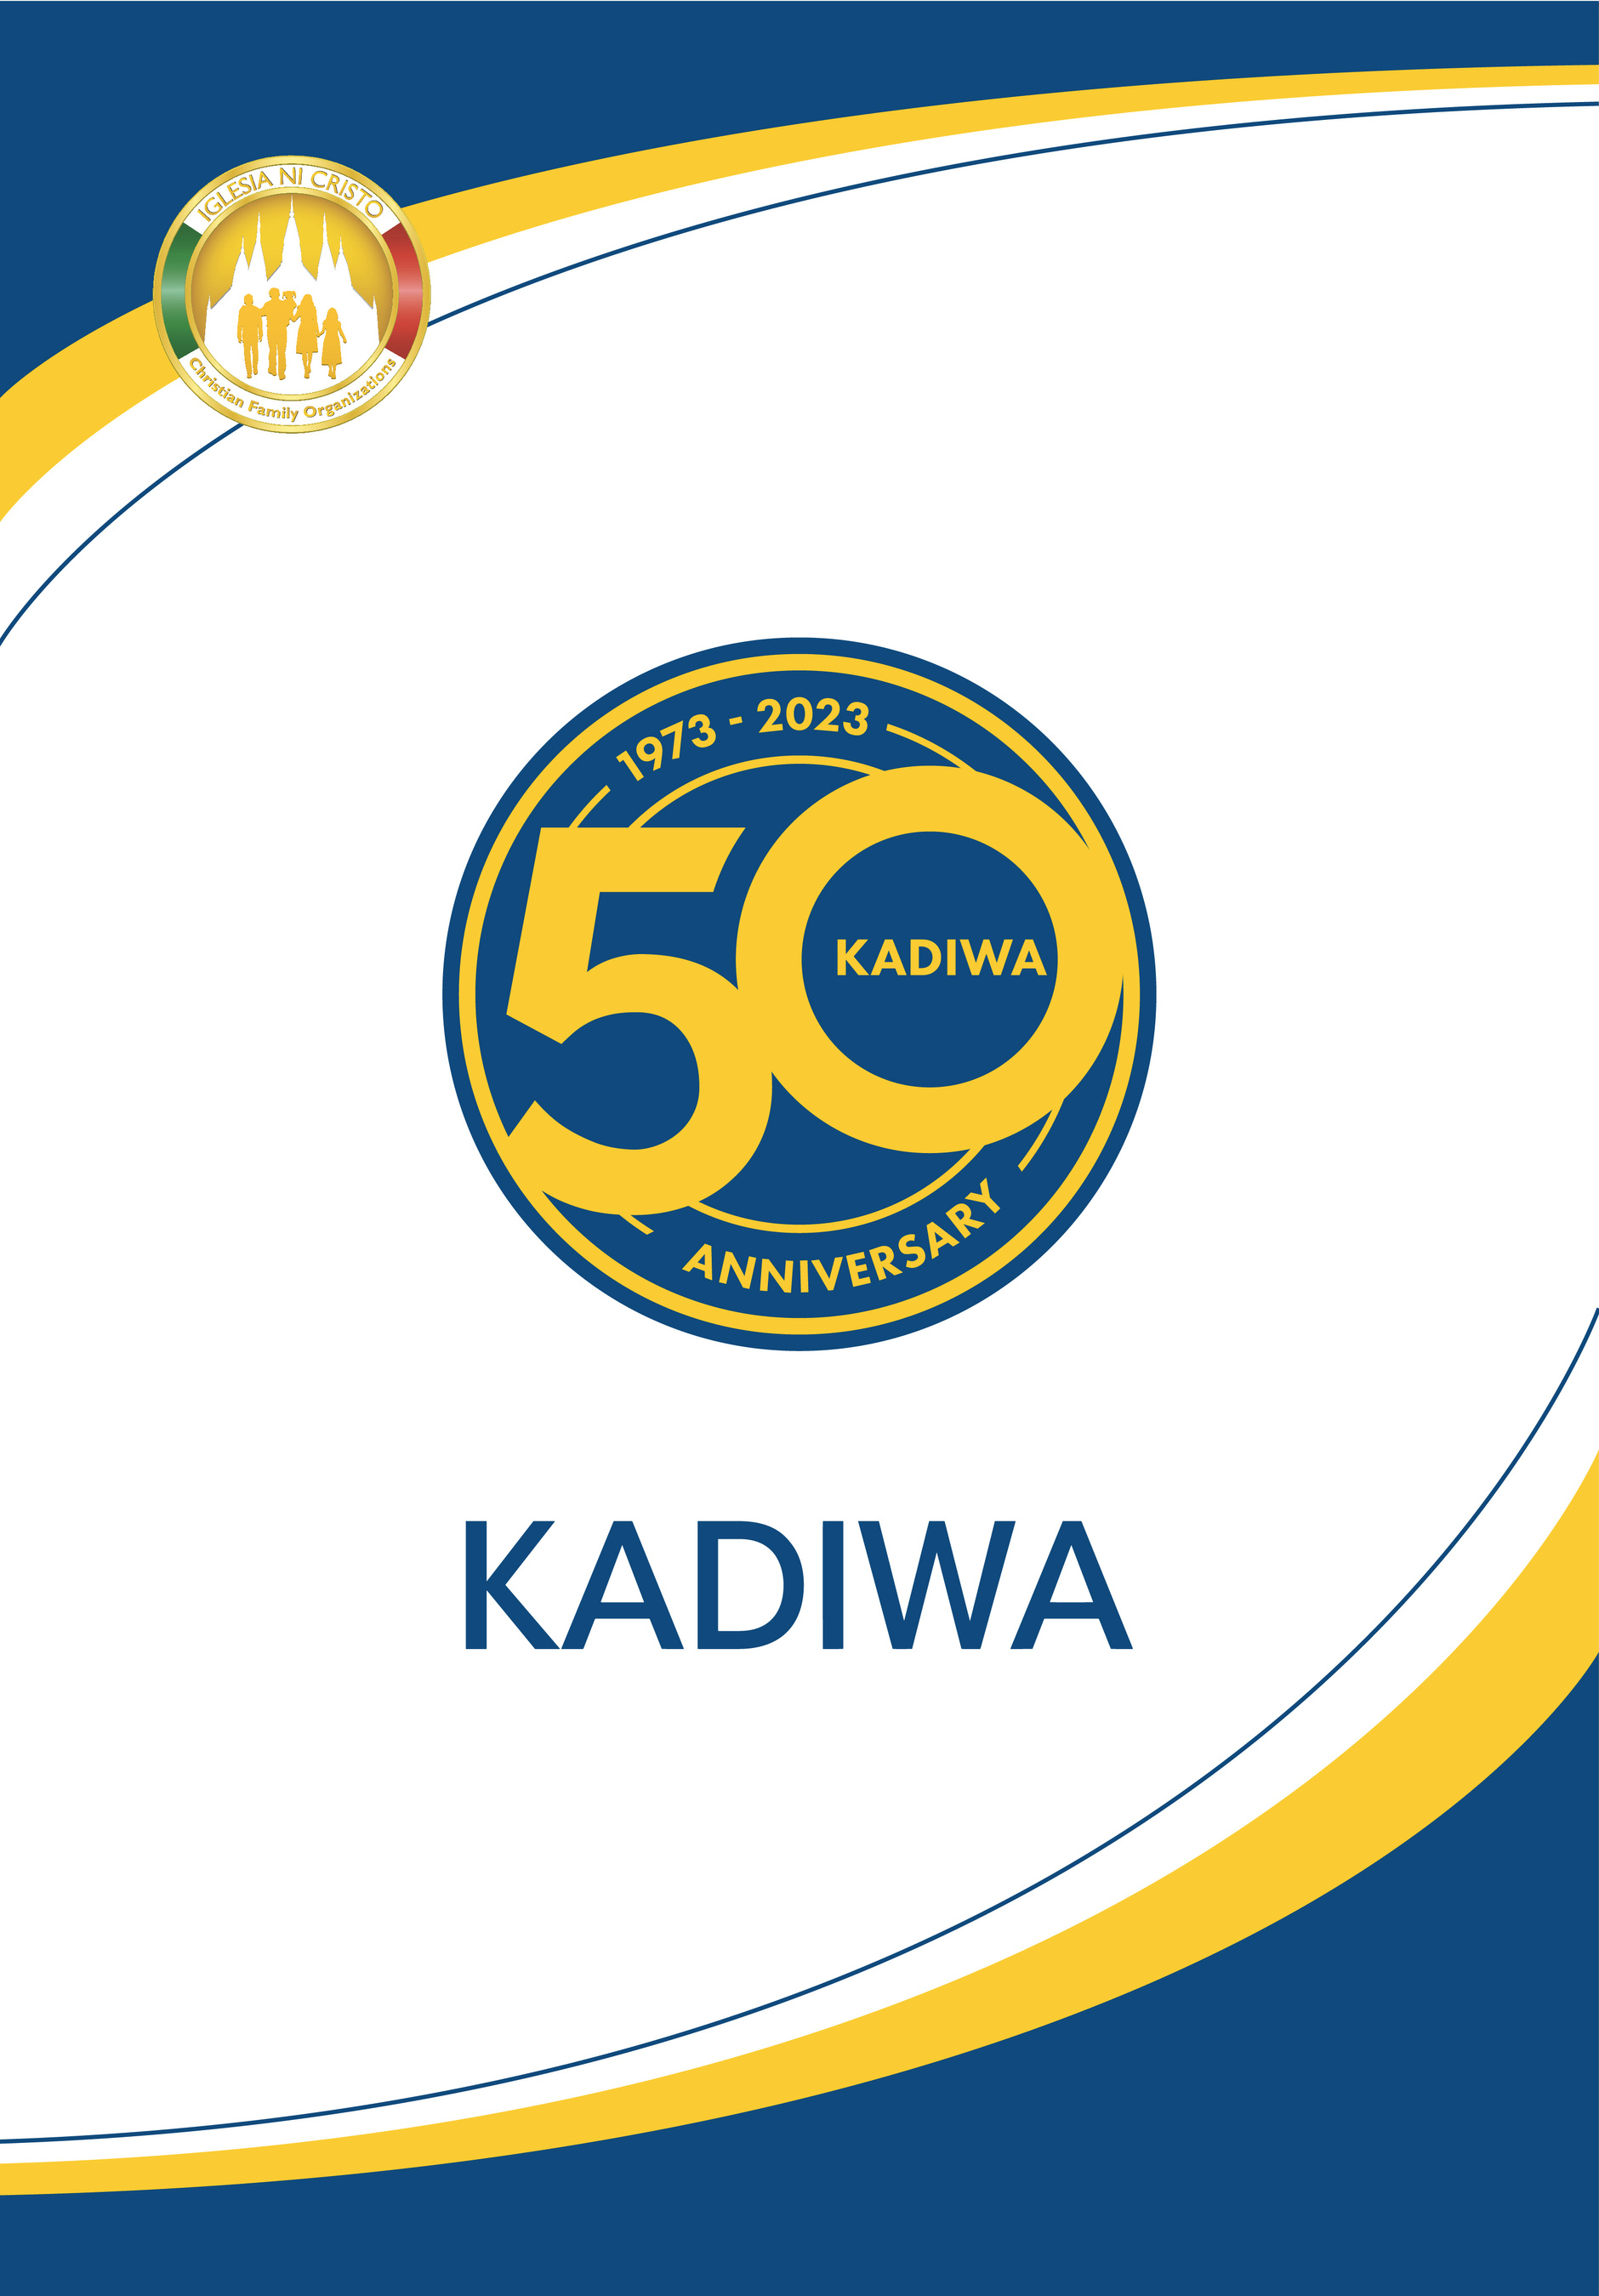 IGLESIA NI CRISTO
Christian Family Organizations
1973 - 2023
50
KADIWA
ANNIVERSARY
KADIWA